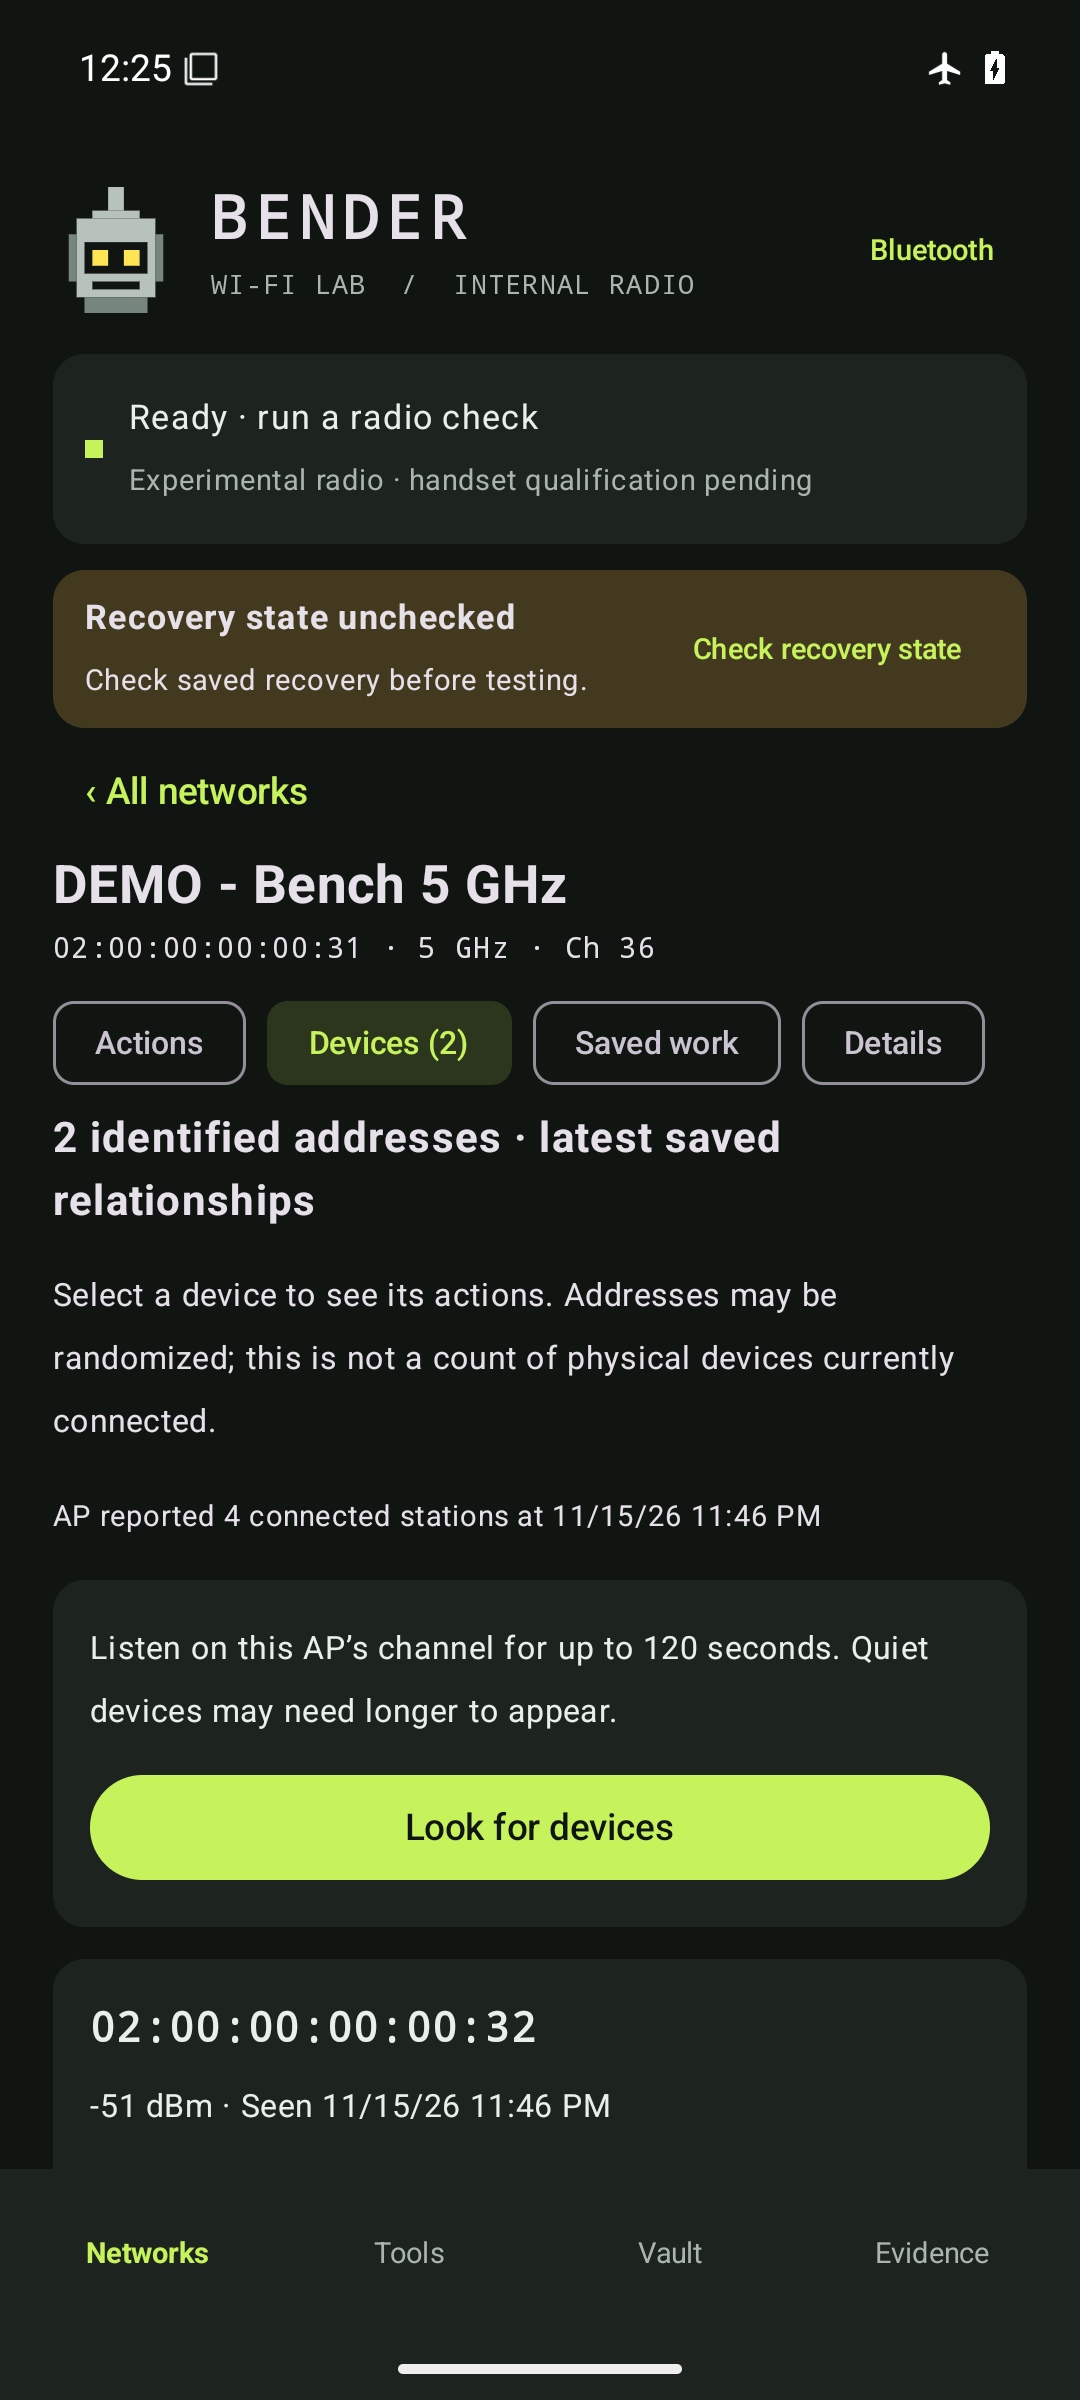 12:25
BENDER
WI-FI LAB / INTERNAL RADIO
Bluetooth
Ready · run a radio check
Experimental radio · handset qualification pending
Recovery state unchecked
Check saved recovery before testing.
Check recovery state
‹ All networks
DEMO - Bench 5 GHz
02:00:00:00:00:31 · 5 GHz · Ch 36
Actions
Devices (2)
Saved work
Details
2 identified addresses · latest saved
relationships
Select a device to see its actions. Addresses may be
randomized; this is not a count of physical devices currently
connected.
AP reported 4 connected stations at 11/15/26 11:46 PM
Listen on this AP’s channel for up to 120 seconds. Quiet
devices may need longer to appear.
Look for devices
02:00:00:00:00:32
-51 dBm · Seen 11/15/26 11:46 PM
Networks
Tools
Vault
Evidence